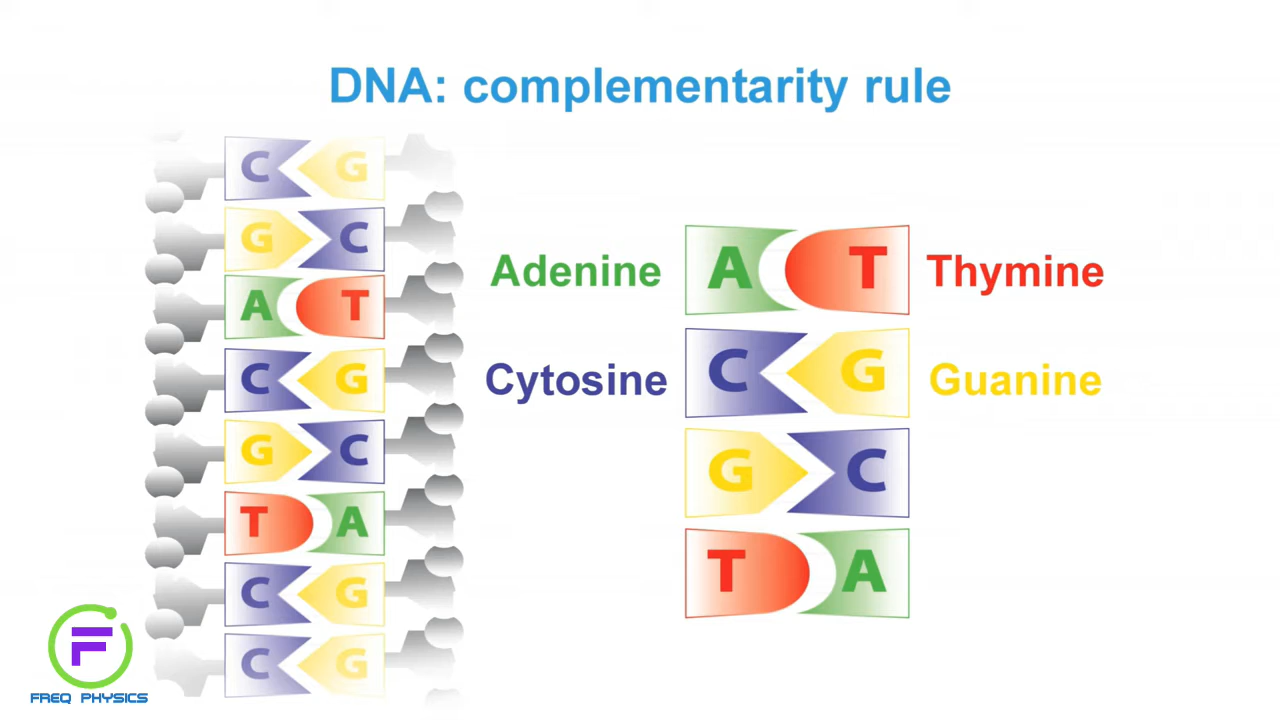 DNA: complementarity rule
C G
G C
A T
C G
G C
T A
C G
C G
Adenine A T Thymine
Cytosine C G Guanine
G C
T A
F
FREQ PHYSICS